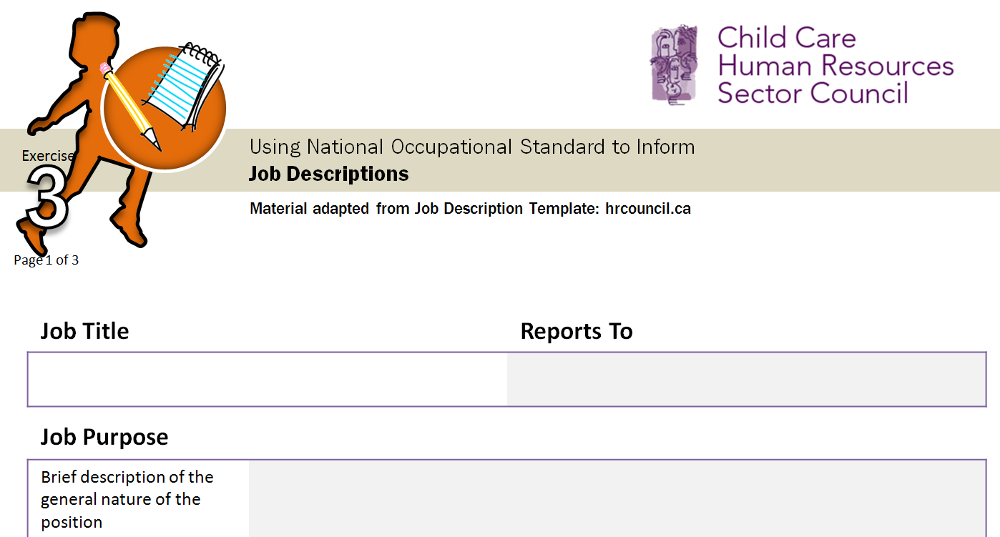 Child Care
Human Resources
Sector Council
Using National Occupational Standard to Inform
Exercise
Job Descriptions
3
Material adapted from Job Description Template: hrcouncil.ca
Page 1 of 3
Job Title
Reports To
Job Purpose
Brief description of the
general nature of the
position